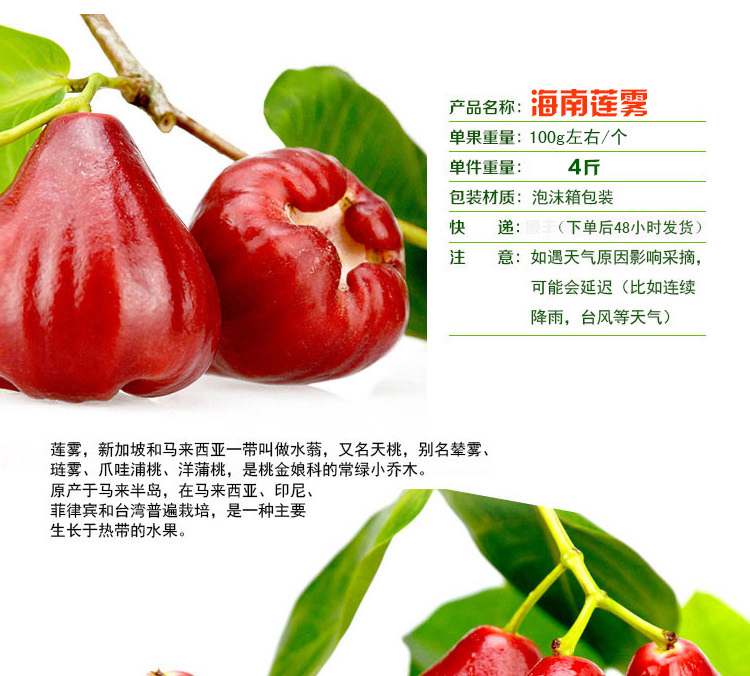 产品名称：海南莲雾
单果重量：100g左右/个
单件重量：4斤
包装材质：泡沫箱包装
快 递：（下单后48小时发货）
注 意：如遇天气原因影响采摘，
可能会延迟（比如连续
降雨，台风等天气）
莲雾，新加坡和马来西亚一带叫做水蓊，又名天桃，别名辇雾、
琏雾、爪哇浦桃、洋蒲桃，是桃金娘科的常绿小乔木。
原产于马来半岛，在马来西亚、印尼、
菲律宾和台湾普遍栽培，是一种主要
生长于热带的水果。